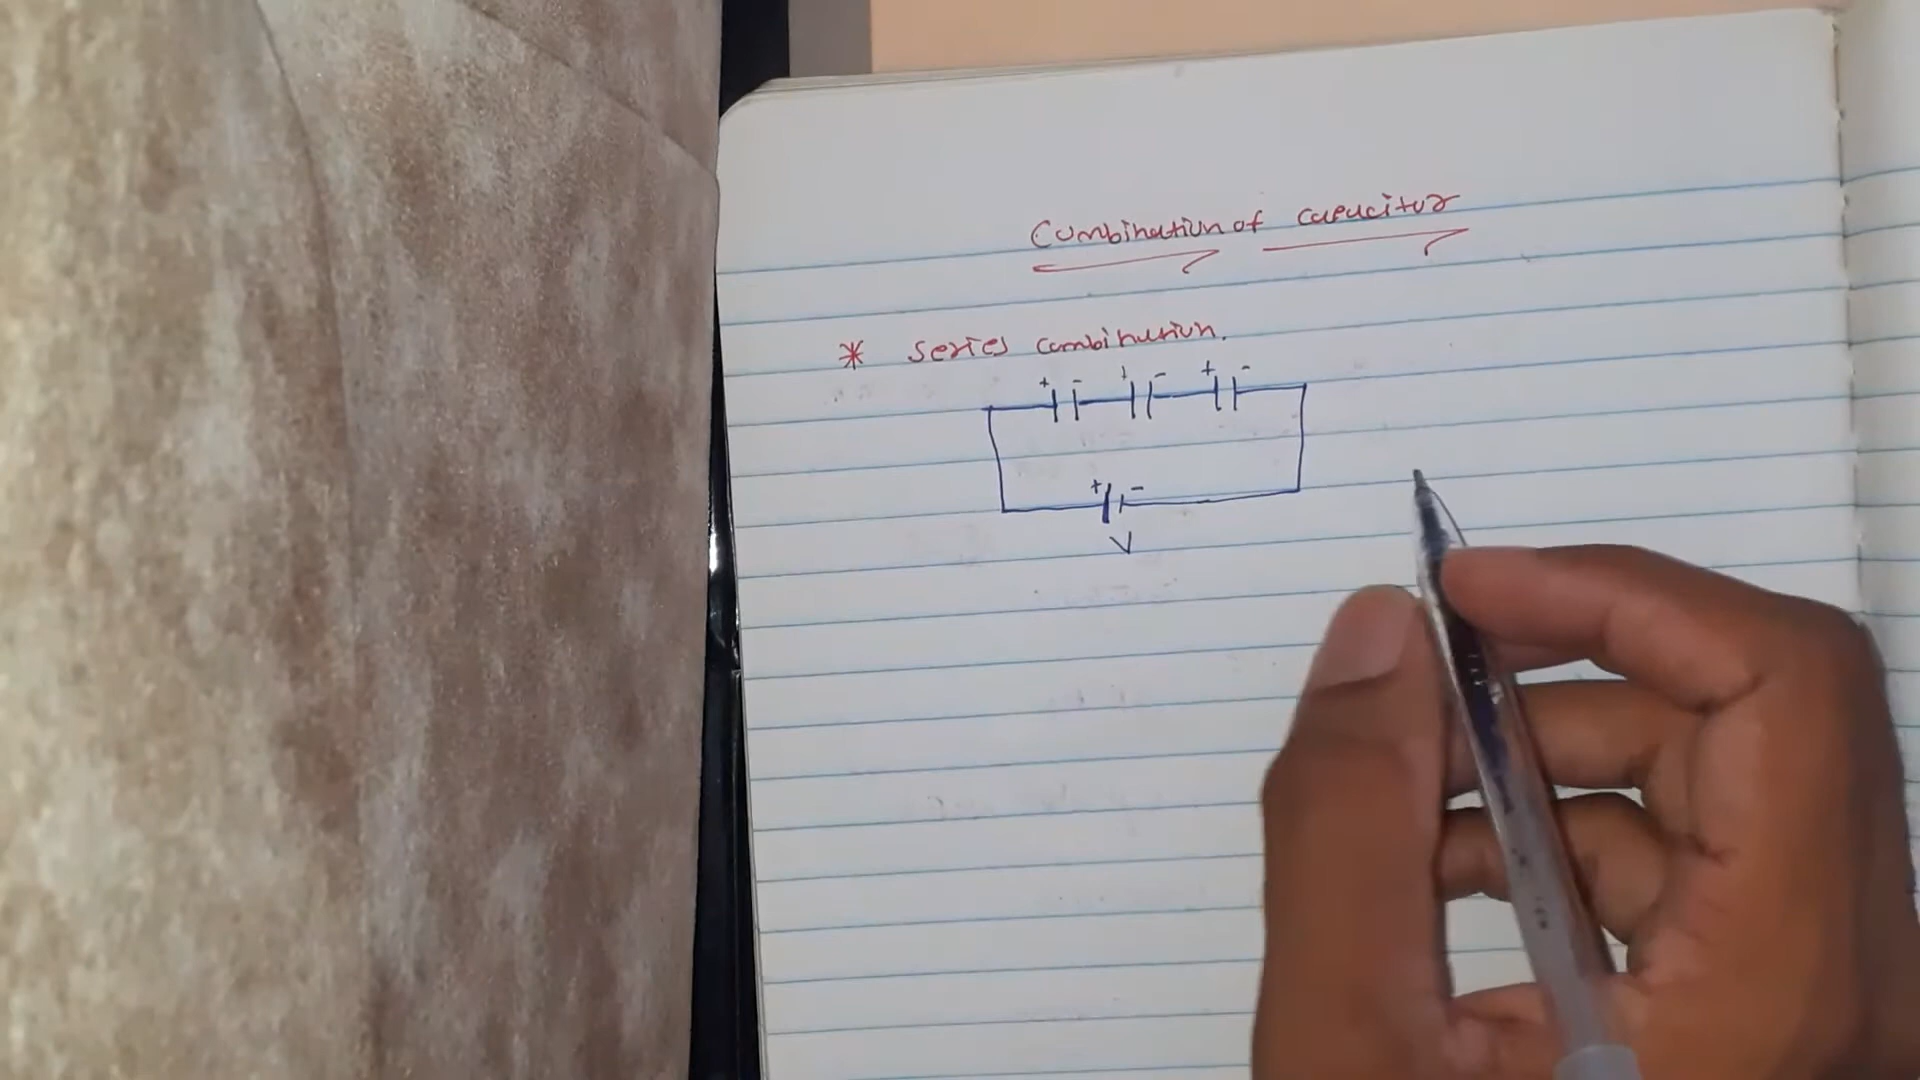 Combination of capacitor
* Series combination.
+ - + - + -
+ -
V